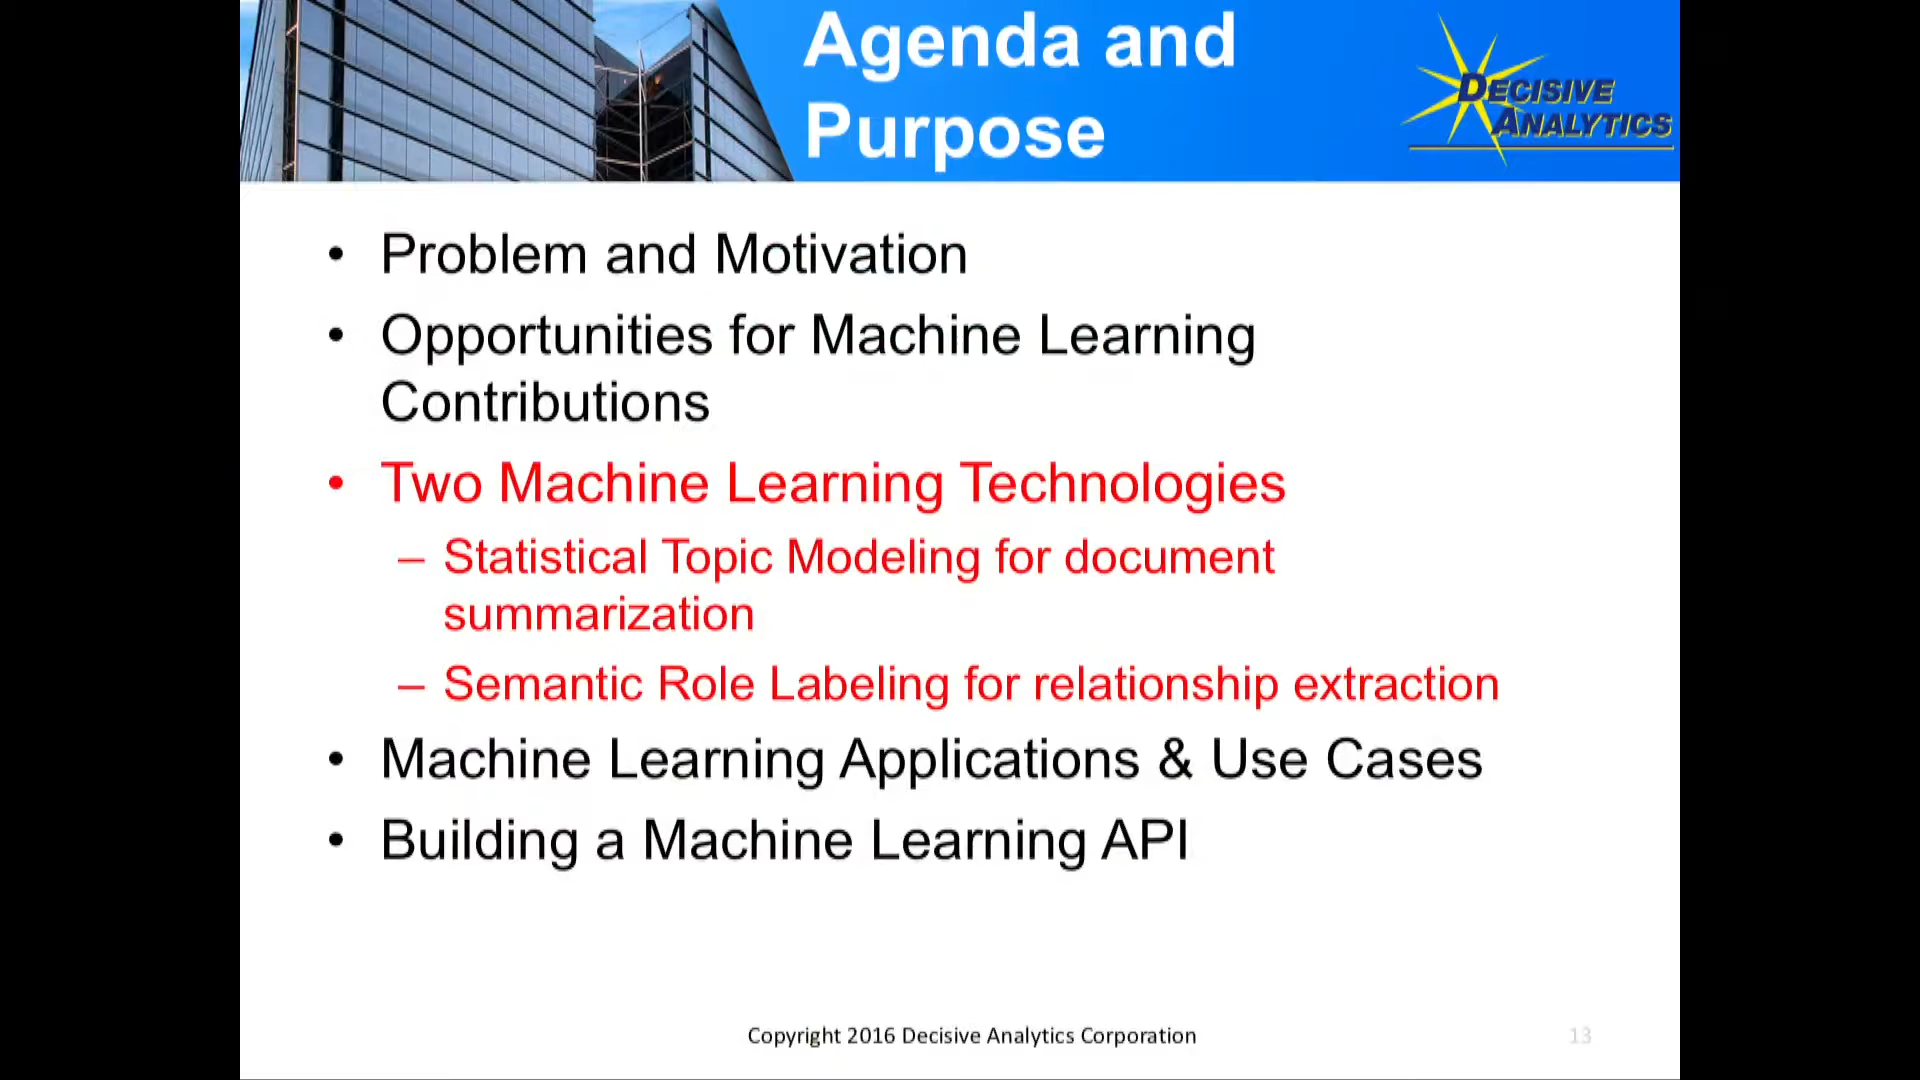 Agenda and
Purpose
DECISIVE
ANALYTICS
• Problem and Motivation
• Opportunities for Machine Learning
Contributions
• Two Machine Learning Technologies
– Statistical Topic Modeling for document
summarization
– Semantic Role Labeling for relationship extraction
• Machine Learning Applications & Use Cases
• Building a Machine Learning API
Copyright 2016 Decisive Analytics Corporation
13